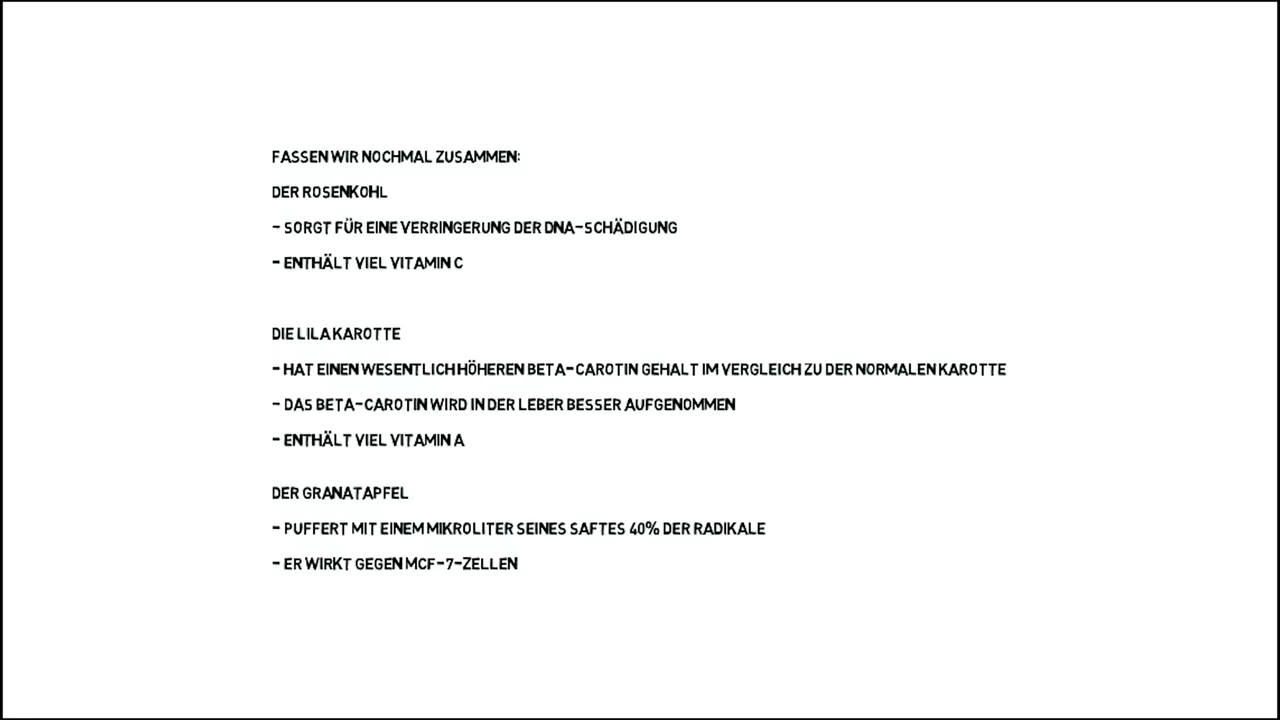 FASSEN WIR NOCHMAL ZUSAMMEN:
DER ROSENKOHL
- SORGT FÜR EINE VERRINGERUNG DER DNA-SCHÄDIGUNG
- ENTHÄLT VIEL VITAMIN C
DIE LILA KAROTTE
- HAT EINEN WESENTLICH HÖHEREN BETA-CAROTIN GEHALT IM VERGLEICH ZU DER NORMALEN KAROTTE
- DAS BETA-CAROTIN WIRD IN DER LEBER BESSER AUFGENOMMEN
- ENTHÄLT VIEL VITAMIN A
DER GRANATAPFEL
- PUFFERT MIT EINEM MIKROLITER SEINES SAFTES 40% DER RADIKALE
- ER WIRKT GEGEN MCF-7-ZELLEN